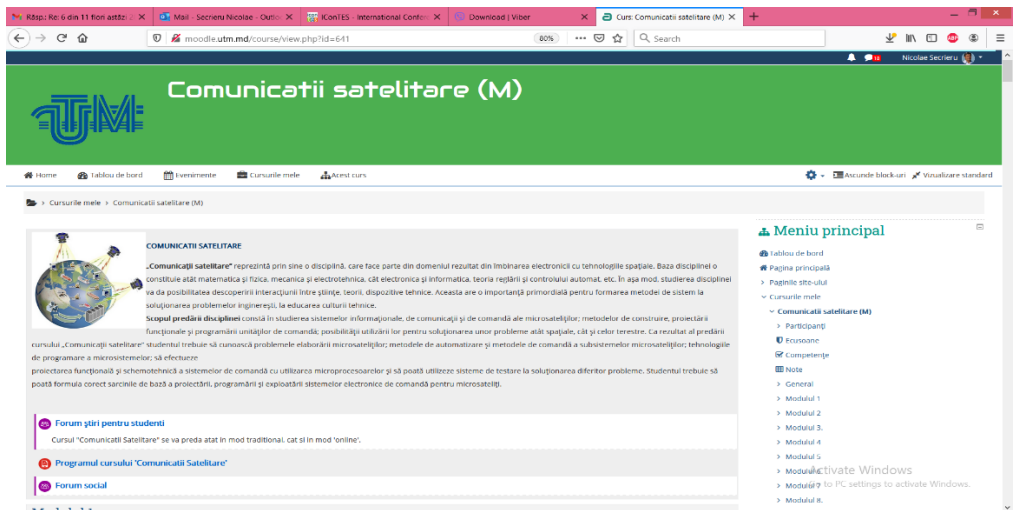 Răsp.: Re: 6 din 11 fiori astăzi
Mail - Secrieru Nicolae - Outlo
IConTES - International Confere
Download | Viber
Curs: Comunicatii satelitare (M)
moodle.utm.md/course/view.php?id=641
80%
Search
Nicolae Secrieru
Comunicatii satelitare (M)
UTM
Home Tablou de bord Evenimente Cursurile mele Acest curs
Ascunde block-uri Vizualizare standard
Cursurile mele > Comunicatii satelitare (M)
COMUNICATII SATELITARE
„Comunicaţii satelitare" reprezintă prin sine o disciplină, care face parte din domeniul rezultat din îmbinarea electronicii cu tehnologiile spaţiale. Baza disciplinei o
constituie atât matematica şi fizica, mecanica şi electrotehnica, cât electronica şi informatica, teoria reglării şi controlului automat, etc. În aşa mod, studierea disciplinei
va da posibilitatea descoperirii interacţiunii între ştiinţe, teorii, dispozitive tehnice. Aceasta are o importanţă primordială pentru formarea metodei de sistem la
soluţionarea problemelor inginereşti, la educarea culturii tehnice.
Scopul predării disciplinei constă în studierea sistemelor informaţionale, de comunicaţii şi de comandă ale microsateliţilor; metodelor de construire, proiectării
funcţionale şi programării unităţilor de comandă; posibilităţii utilizării lor pentru soluţionarea unor probleme atât spaţiale, cât şi celor terestre. Ca rezultat al predării
cursului „Comunicaţii satelitare" studentul trebuie să cunoască problemele elaborării microsateliţilor; metodele de automatizare şi metodele de comandă a subsistemelor microsateliţilor; tehnologiile
de programare a microsistemelor; să efectueze
proiectarea funcţională şi schemotehnică a sistemelor de comandă cu utilizarea microprocesoarelor şi să poată utilizeze sisteme de testare la soluţionarea diferitor probleme. Studentul trebuie să
poată formula corect sarcinile de bază a proiectării, programării şi exploatării sistemelor electronice de comandă pentru microsateliţi.
Forum ştiri pentru studenti
Cursul "Comunicatii Satelitare" se va preda atat in mod traditional, cat si in mod 'online'.
Programul cursului 'Comunicatii Satelitare'
Forum social
Meniu principal
Tablou de bord
Pagina principală
Paginile site-ului
Cursurile mele
Comunicatii satelitare (M)
Participanţi
Ecusoane
Competenţe
Note
General
Modulul 1
Modulul 2
Modulul 3.
Modulul 4
Modulul 5
Activate Windows
Go to PC settings to activate Windows.
Modulul 8.